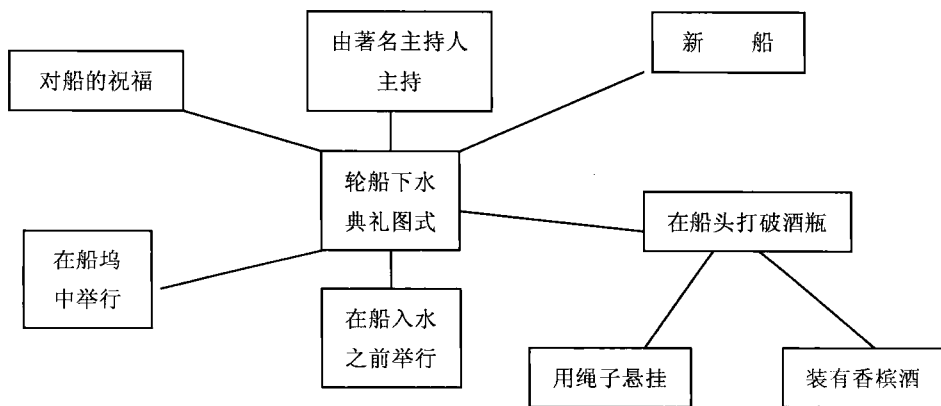 由著名主持人
主持
新 船
对船的祝福
轮船下水
典礼图式
在船头打破酒瓶
在船坞
中举行
在船入水
之前举行
用绳子悬挂
装有香槟酒